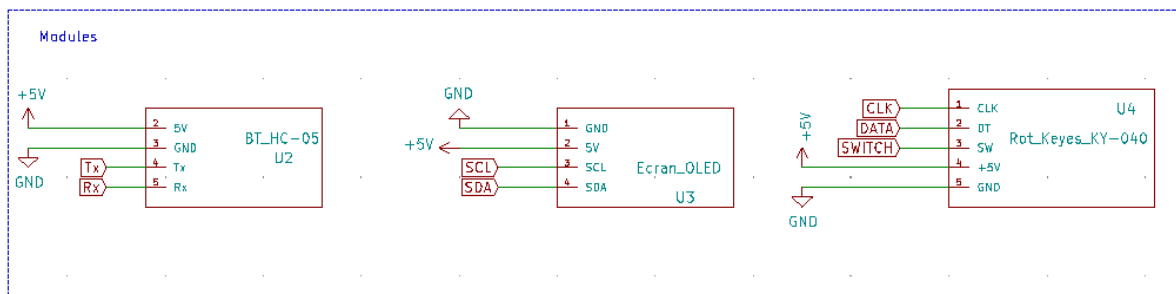 Modules
+5V
2 5V
3 GND
4 Tx
5 Rx
BT_HC-05
U2
GND
Tx
Rx
GND
+5V
1 GND
2 5V
3 SCL
4 SDA
SCL
SDA
Ecran_OLED
U3
+5V
CLK
DATA
SWITCH
1 CLK
2 DT
3 SW
4 +5V
5 GND
U4
Rot_Keyes_KY-040
GND